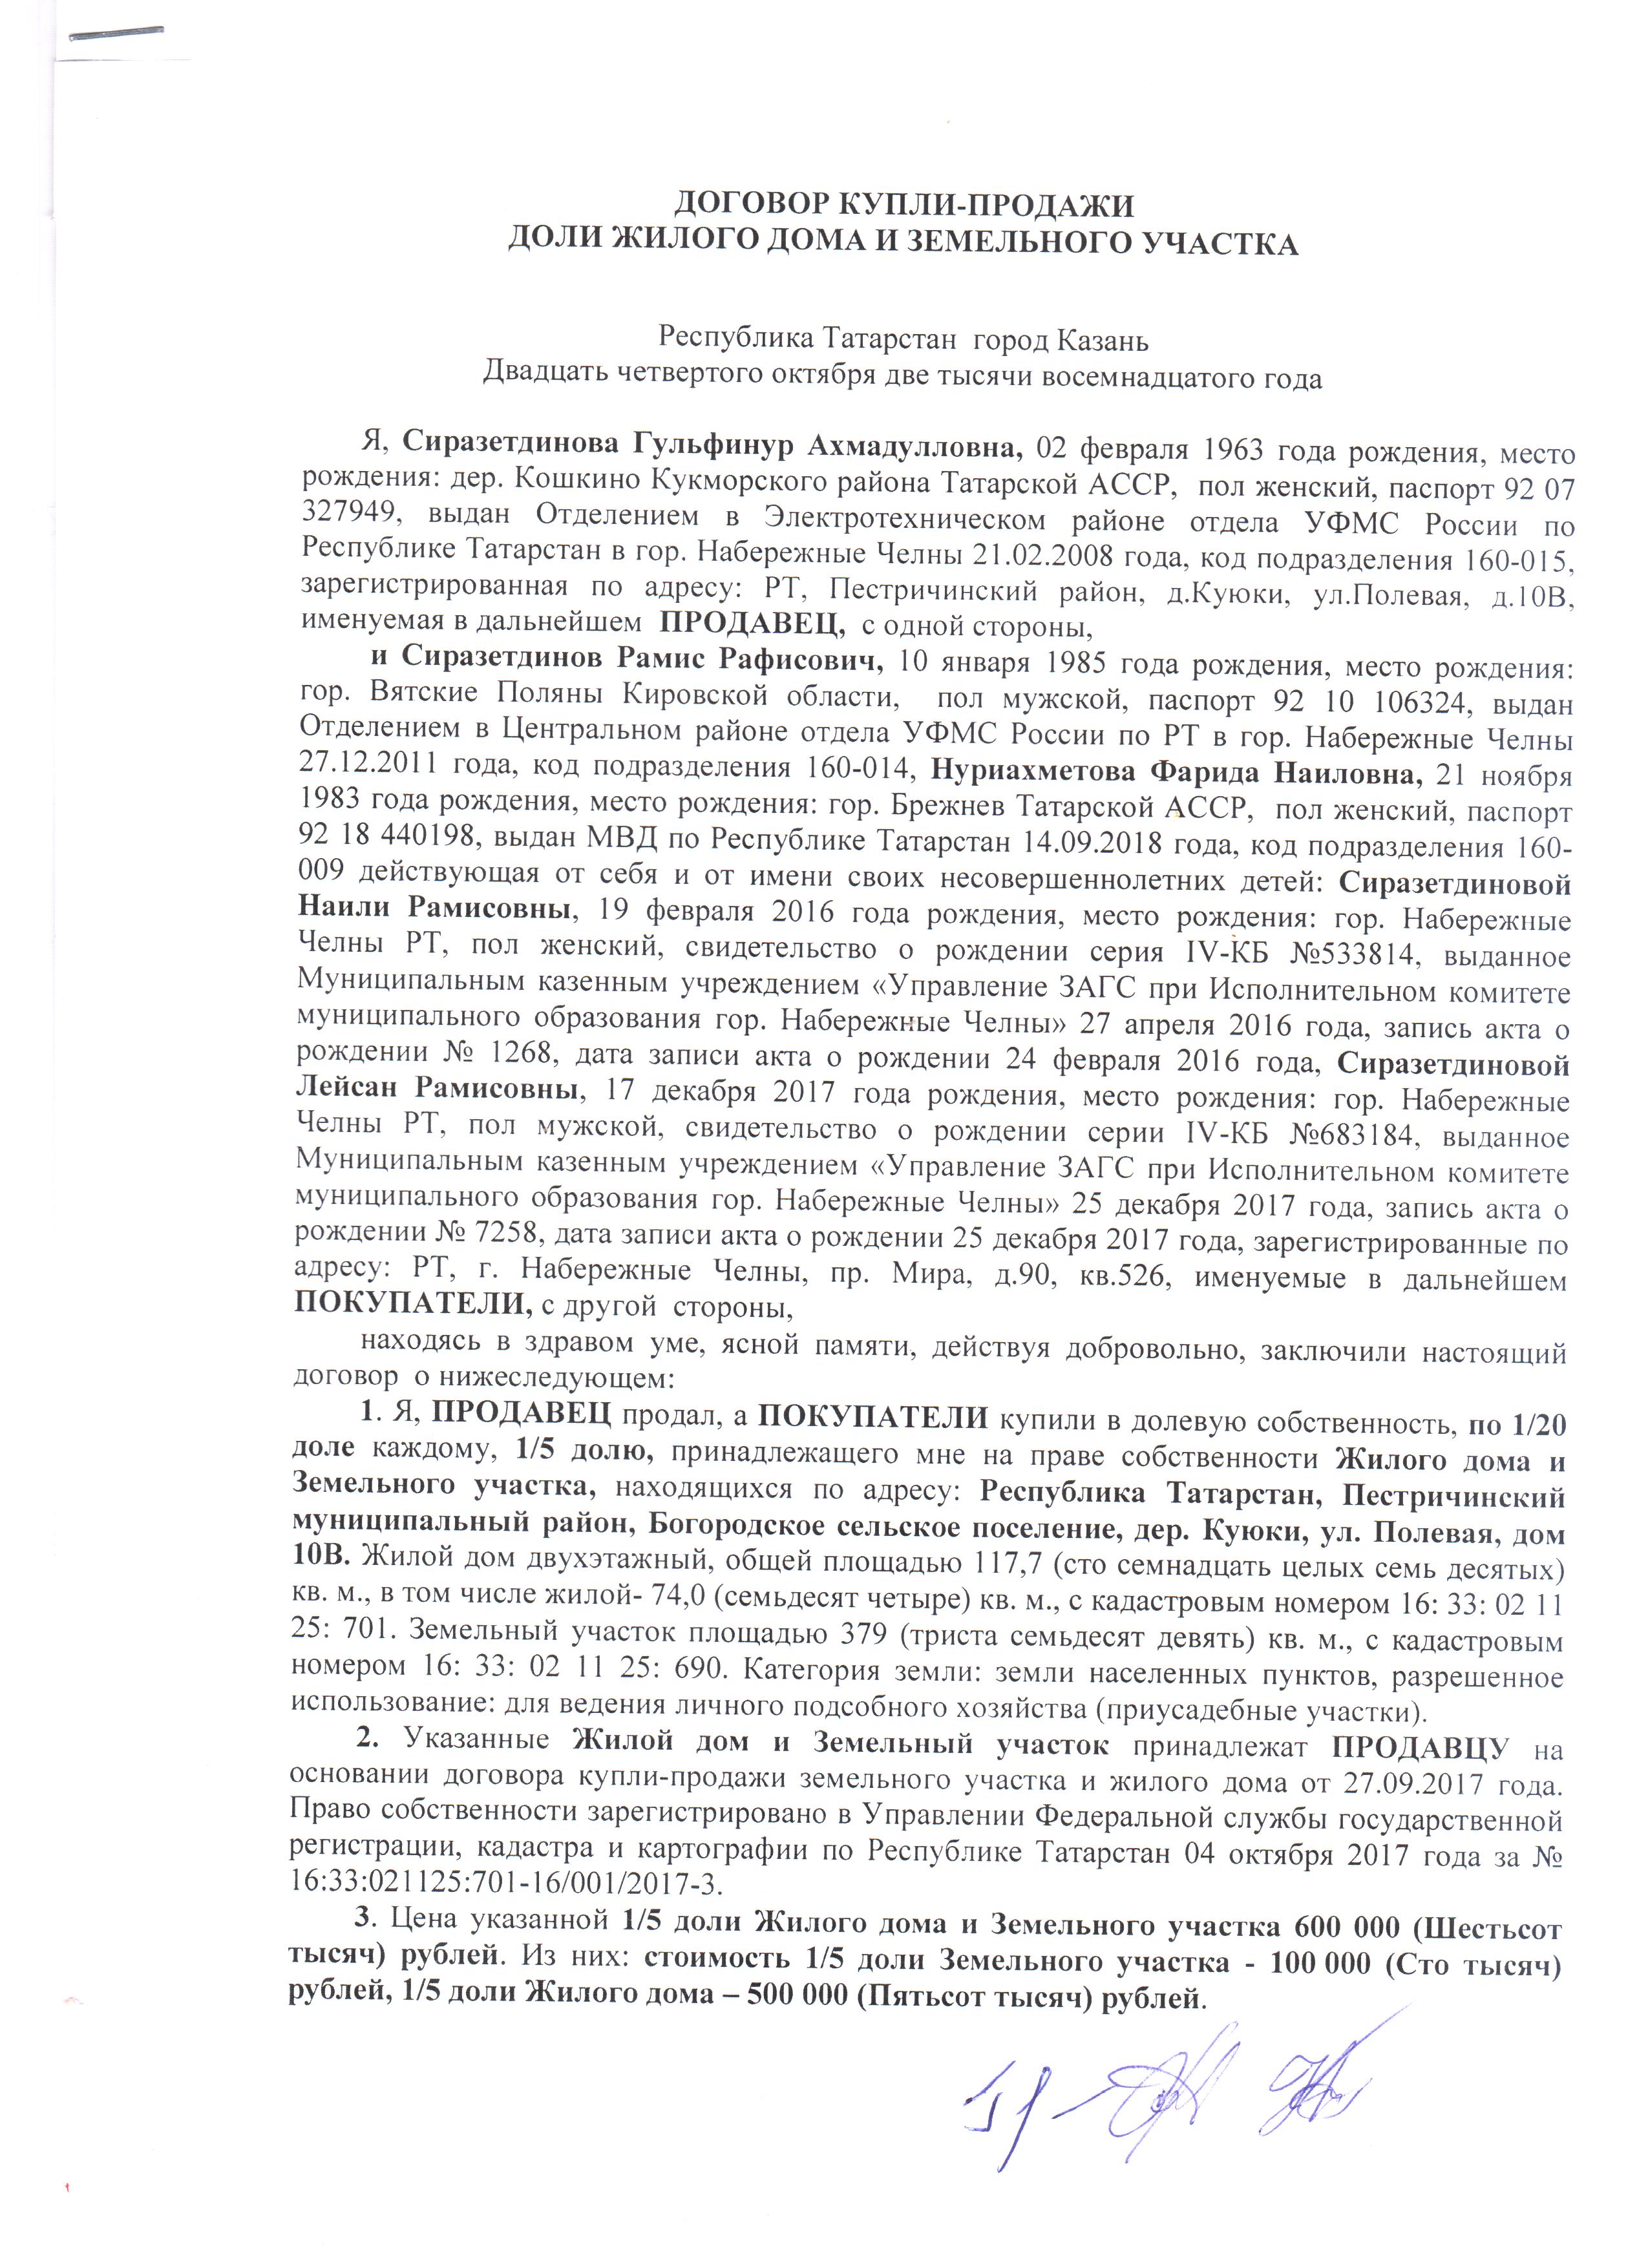 ДОГОВОР КУПЛИ-ПРОДАЖИ
ДОЛИ ЖИЛОГО ДОМА И ЗЕМЕЛЬНОГО УЧАСТКА
Республика Татарстан город Казань
Двадцать четвертого октября две тысячи восемнадцатого года
Я, Сиразетдинова Гульфинур Ахмадулловна, 02 февраля 1963 года рождения, место
рождения: дер. Кошкино Кукморского района Татарской АССР, пол женский, паспорт 92 07
327949, выдан Отделением в Электротехническом районе отдела УФМС России по
Республике Татарстан в гор. Набережные Челны 21.02.2008 года, код подразделения 160-015,
зарегистрированная по адресу: РТ, Пестричинский район, д.Куюки, ул.Полевая, д.10В,
именуемая в дальнейшем ПРОДАВЕЦ, с одной стороны,
и Сиразетдинов Рамис Рафисович, 10 января 1985 года рождения, место рождения:
гор. Вятские Поляны Кировской области, пол мужской, паспорт 92 10 106324, выдан
Отделением в Центральном районе отдела УФМС России по РТ в гор. Набережные Челны
27.12.2011 года, код подразделения 160-014, Нуриахметова Фарида Наиловна, 21 ноября
1983 года рождения, место рождения: гор. Брежнев Татарской АССР, пол женский, паспорт
92 18 440198, выдан МВД по Республике Татарстан 14.09.2018 года, код подразделения 160-
009 действующая от себя и от имени своих несовершеннолетних детей: Сиразетдиновой
Наили Рамисовны, 19 февраля 2016 года рождения, место рождения: гор. Набережные
Челны РТ, пол женский, свидетельство о рождении серия IV-КБ №533814, выданное
Муниципальным казенным учреждением «Управление ЗАГС при Исполнительном комитете
муниципального образования гор. Набережные Челны» 27 апреля 2016 года, запись акта о
рождении № 1268, дата записи акта о рождении 24 февраля 2016 года, Сиразетдиновой
Лейсан Рамисовны, 17 декабря 2017 года рождения, место рождения: гор. Набережные
Челны РТ, пол мужской, свидетельство о рождении серии IV-КБ №683184, выданное
Муниципальным казенным учреждением «Управление ЗАГС при Исполнительном комитете
муниципального образования гор. Набережные Челны» 25 декабря 2017 года, запись акта о
рождении № 7258, дата записи акта о рождении 25 декабря 2017 года, зарегистрированные по
адресу: РТ, г. Набережные Челны, пр. Мира, д.90, кв.526, именуемые в дальнейшем
ПОКУПАТЕЛИ, с другой стороны,
находясь в здравом уме, ясной памяти, действуя добровольно, заключили настоящий
договор о нижеследующем:
1. Я, ПРОДАВЕЦ продал, а ПОКУПАТЕЛИ купили в долевую собственность, по 1/20
доле каждому, 1/5 долю, принадлежащего мне на праве собственности Жилого дома и
Земельного участка, находящихся по адресу: Республика Татарстан, Пестричинский
муниципальный район, Богородское сельское поселение, дер. Куюки, ул. Полевая, дом
10В. Жилой дом двухэтажный, общей площадью 117,7 (сто семнадцать целых семь десятых)
кв. м., в том числе жилой- 74,0 (семьдесят четыре) кв. м., с кадастровым номером 16: 33: 02 11
25: 701. Земельный участок площадью 379 (триста семьдесят девять) кв. м., с кадастровым
номером 16: 33: 02 11 25: 690. Категория земли: земли населенных пунктов, разрешенное
использование: для ведения личного подсобного хозяйства (приусадебные участки).
2. Указанные Жилой дом и Земельный участок принадлежат ПРОДАВЦУ на
основании договора купли-продажи земельного участка и жилого дома от 27.09.2017 года.
Право собственности зарегистрировано в Управлении Федеральной службы государственной
регистрации, кадастра и картографии по Республике Татарстан 04 октября 2017 года за №
16:33:021125:701-16/001/2017-3.
3. Цена указанной 1/5 доли Жилого дома и Земельного участка 600 000 (Шестьсот
тысяч) рублей. Из них: стоимость 1/5 доли Земельного участка - 100 000 (Сто тысяч)
рублей, 1/5 доли Жилого дома – 500 000 (Пятьсот тысяч) рублей.